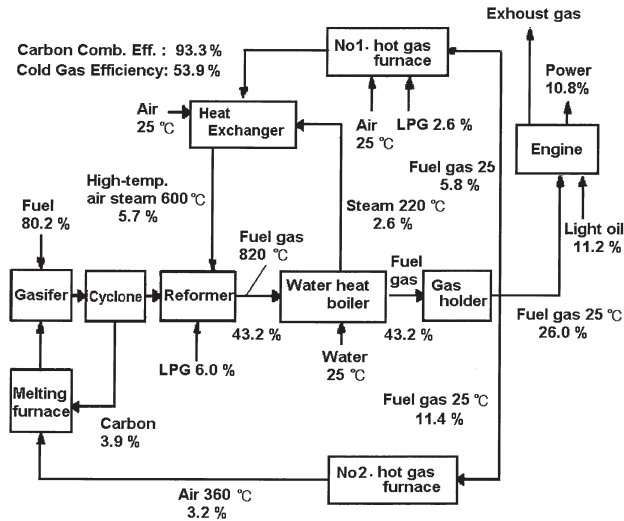 Exhoust gas
Carbon Comb. Eff. : 93.3%
Cold Gas Efficiency: 53.9%
No1. hot gas
furnace
Power
10.8%
Air
25 ℃
Heat
Exchanger
Air
25 ℃
LPG 2.6 %
Engine
Fuel gas 25
5.8 %
High-temp.
air steam 600℃
5.7 %
Steam 220 ℃
2.6 %
Fuel
80.2 %
Fuel gas
820 ℃
Light oil
11.2 %
Fuel
gas
Gasifer
Cyclone
Reformer
Water heat
boiler
Gas
holder
43.2 %
43.2 %
Fuel gas 25 ℃
26.0 %
LPG 6.0 %
Water
25 ℃
Melting
furnace
Fuel gas 25 ℃
11.4 %
Carbon
3.9 %
No2. hot gas
furnace
Air 360 ℃
3.2 %